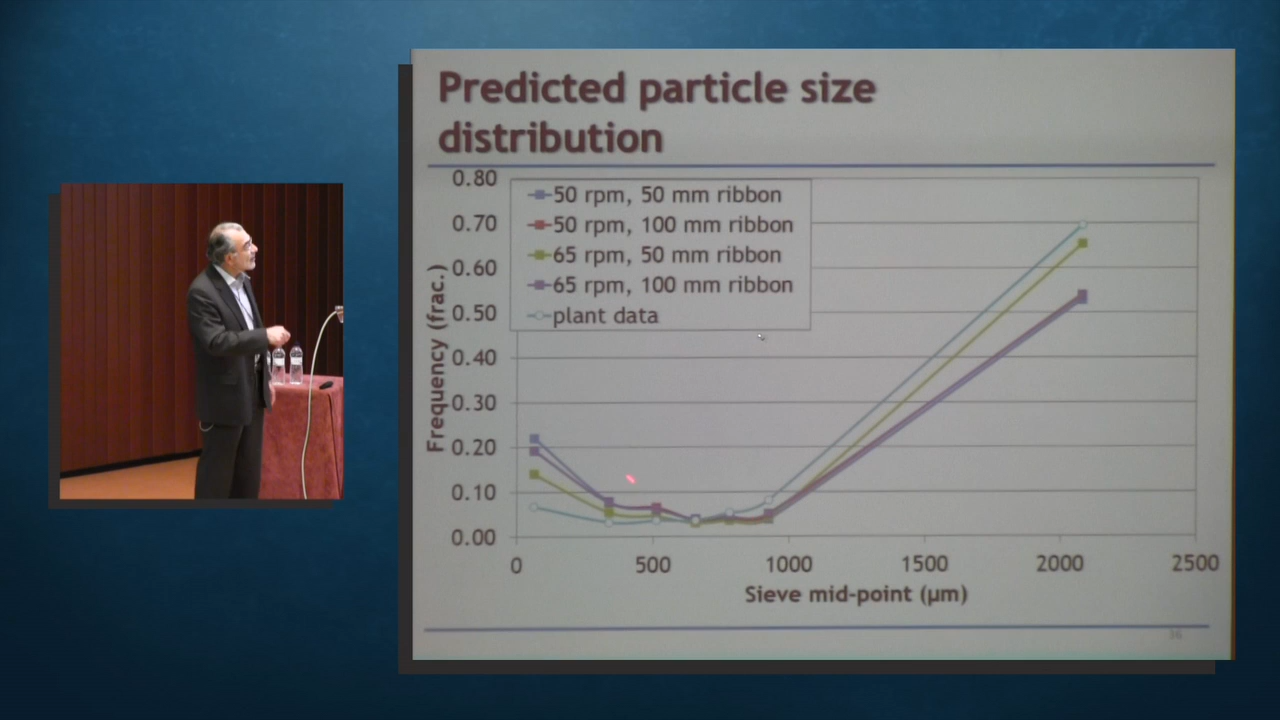 Predicted particle size
distribution
0.80
0.70
0.60
0.50
0.40
0.30
0.20
0.10
0.00
Frequency (frac.)
50 rpm, 50 mm ribbon
50 rpm, 100 mm ribbon
65 rpm, 50 mm ribbon
65 rpm, 100 mm ribbon
plant data
0 500 1000 1500 2000 2500
Sieve mid-point (µm)
36